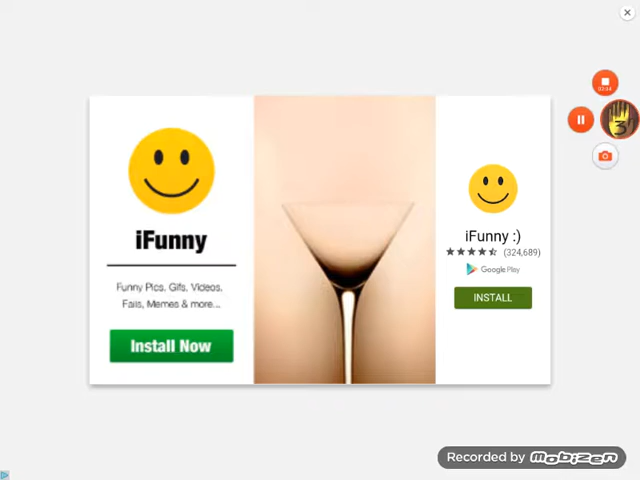 iFunny
Funny Pics, Gifs, Videos,
Fails, Memes & more...
Install Now
iFunny :)
(324,689)
Google Play
INSTALL
3
Recorded by MOBIZEN